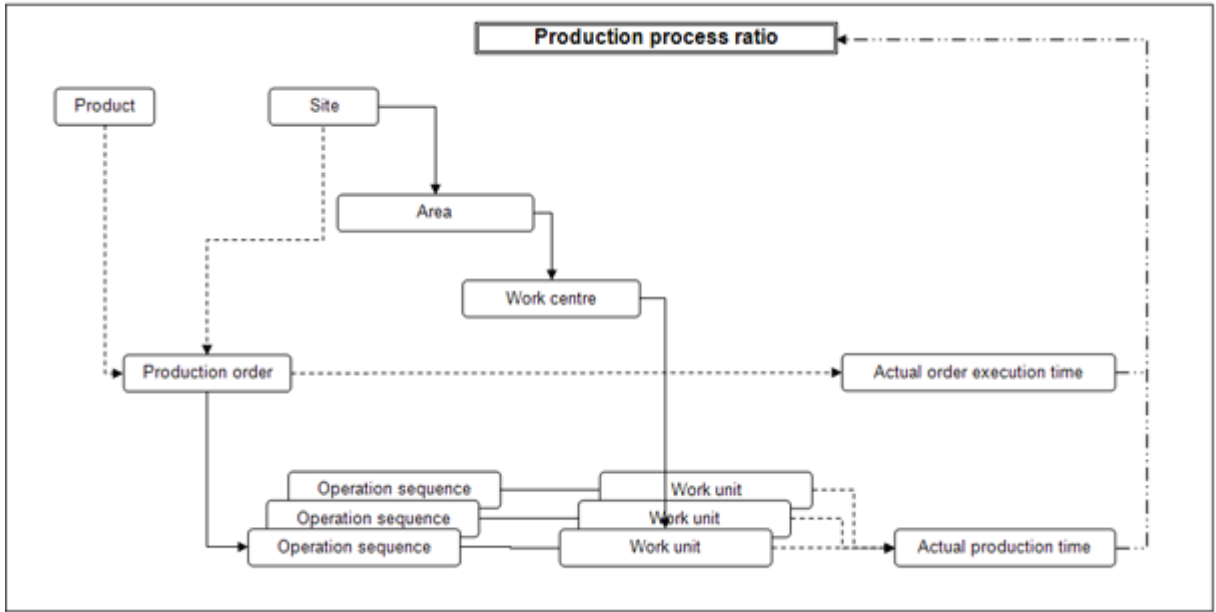 Production process ratio
Product
Site
Area
Work centre
Production order
Actual order execution time
Operation sequence
Work unit
Operation sequence
Work unit
Operation sequence
Work unit
Actual production time